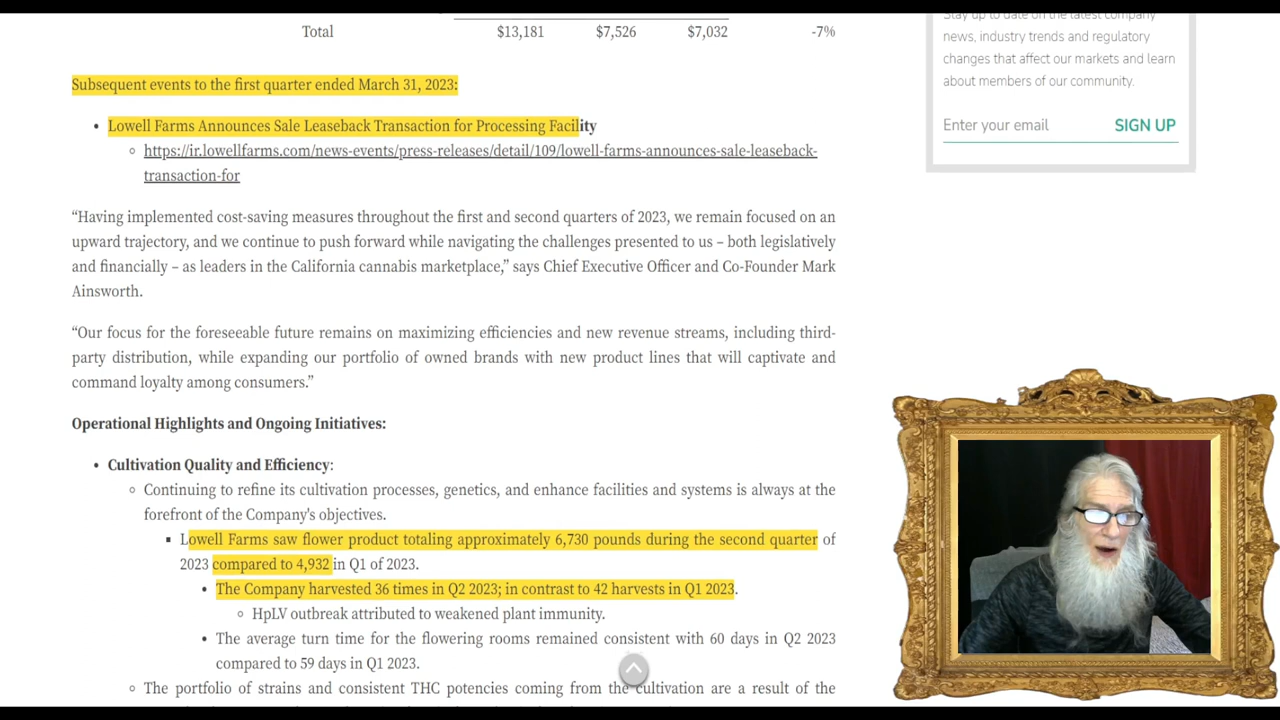 Total $13,181 $7,526 $7,032 -7%
Subsequent events to the first quarter ended March 31, 2023:
• Lowell Farms Announces Sale Leaseback Transaction for Processing Facility
https://ir.lowellfarms.com/news-events/press-releases/detail/109/lowell-farms-announces-sale-leaseback-
transaction-for
“Having implemented cost-saving measures throughout the first and second quarters of 2023, we remain focused on an
upward trajectory, and we continue to push forward while navigating the challenges presented to us – both legislatively
and financially – as leaders in the California cannabis marketplace,” says Chief Executive Officer and Co-Founder Mark
Ainsworth.
“Our focus for the foreseeable future remains on maximizing efficiencies and new revenue streams, including third-
party distribution, while expanding our portfolio of owned brands with new product lines that will captivate and
command loyalty among consumers.”
Operational Highlights and Ongoing Initiatives:
• Cultivation Quality and Efficiency:
Continuing to refine its cultivation processes, genetics, and enhance facilities and systems is always at the
forefront of the Company's objectives.
Lowell Farms saw flower product totaling approximately 6,730 pounds during the second quarter of
2023 compared to 4,932 in Q1 of 2023.
• The Company harvested 36 times in Q2 2023; in contrast to 42 harvests in Q1 2023.
HpLV outbreak attributed to weakened plant immunity.
• The average turn time for the flowering rooms remained consistent with 60 days in Q2 2023
compared to 59 days in Q1 2023.
The portfolio of strains and consistent THC potencies coming from the cultivation are a result of the
Stay up to date on the latest company
news, industry trends and regulatory
changes that affect our markets and learn
about members of our community.
Enter your email SIGN UP